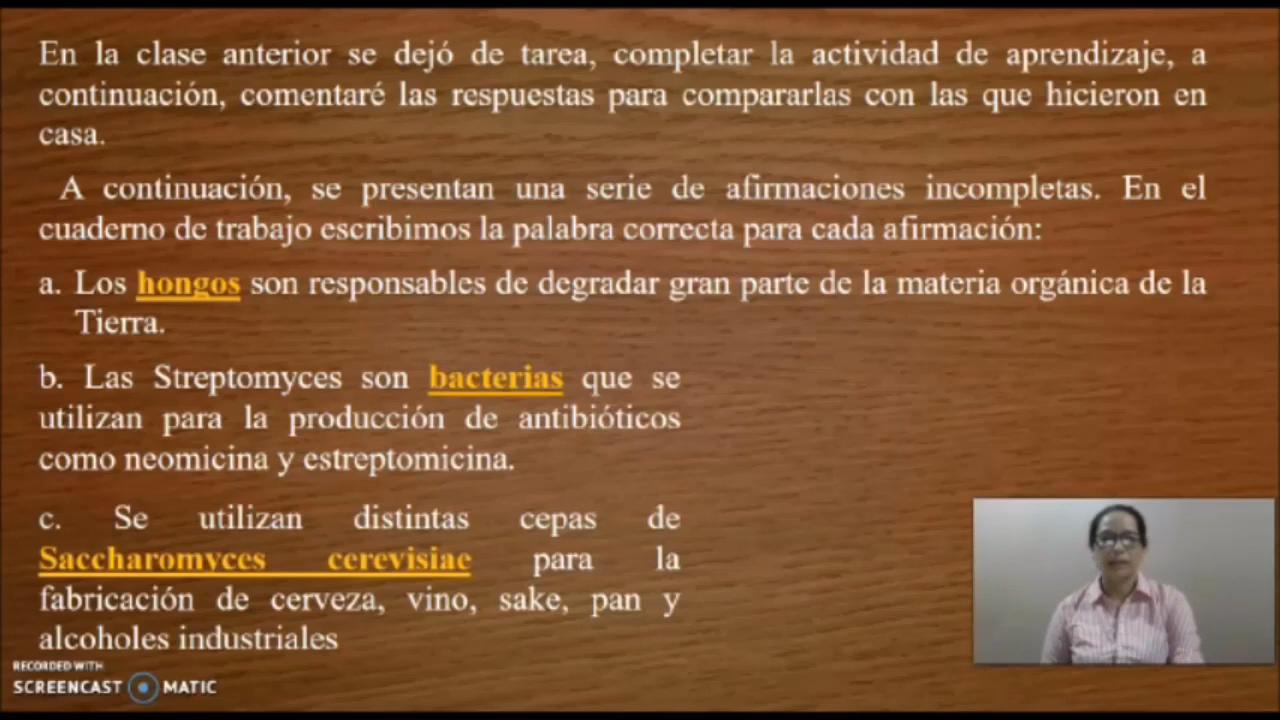 En la clase anterior se dejó de tarea, completar la actividad de aprendizaje, a
continuación, comentaré las respuestas para compararlas con las que hicieron en
casa.
A continuación, se presentan una serie de afirmaciones incompletas. En el
cuaderno de trabajo escribimos la palabra correcta para cada afirmación:
a. Los hongos son responsables de degradar gran parte de la materia orgánica de la
Tierra.
b. Las Streptomyces son bacterias que se
utilizan para la producción de antibióticos
como neomicina y estreptomicina.
c. Se utilizan distintas cepas de
Saccharomyces cerevisiae para la
fabricación de cerveza, vino, sake, pan y
alcoholes industriales
RECORDED WITH
SCREENCAST MATIC